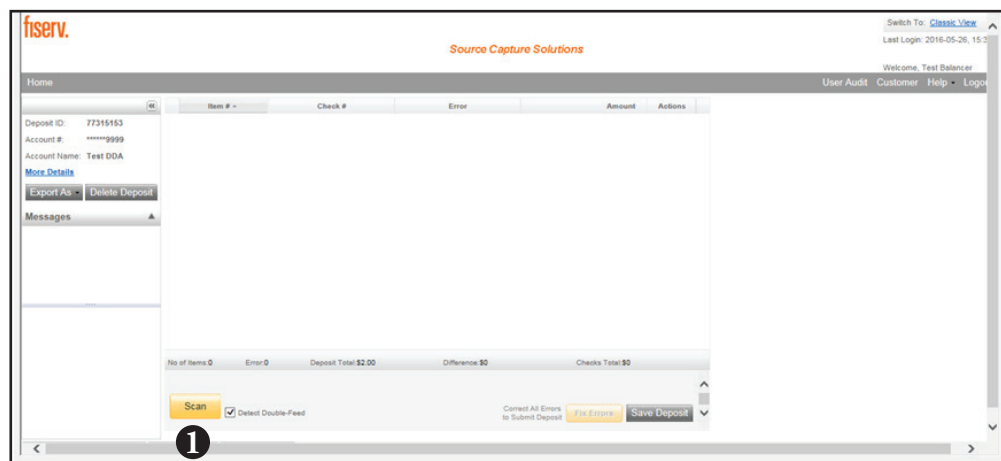 fiserv.
Switch To: Classic View
Last Login: 2016-05-26, 15:3
Source Capture Solutions
Welcome, Test Balancer
Home
User Audit Customer Help Logou
Item # Check # Error Amount Actions
Deposit ID: 77315153
Account #: ******9999
Account Name: Test DDA
More Details
Export As Delete Deposit
Messages
No of Items:0 Error:0 Deposit Total:$2.00 Difference:$0 Checks Total:$0
Scan
Detect Double-Feed
Correct All Errors
to Submit Deposit
Fix Errors
Save Deposit
1